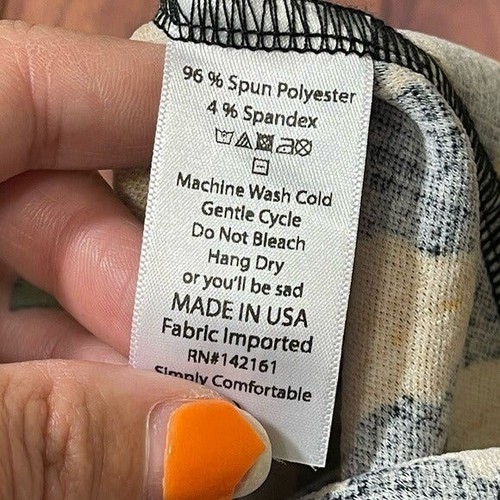 96 % Spun Polyester
4 % Spandex
Machine Wash Cold
Gentle Cycle
Do Not Bleach
Hang Dry
or you'll be sad
MADE IN USA
Fabric Imported
RN#142161
Simply Comfortable